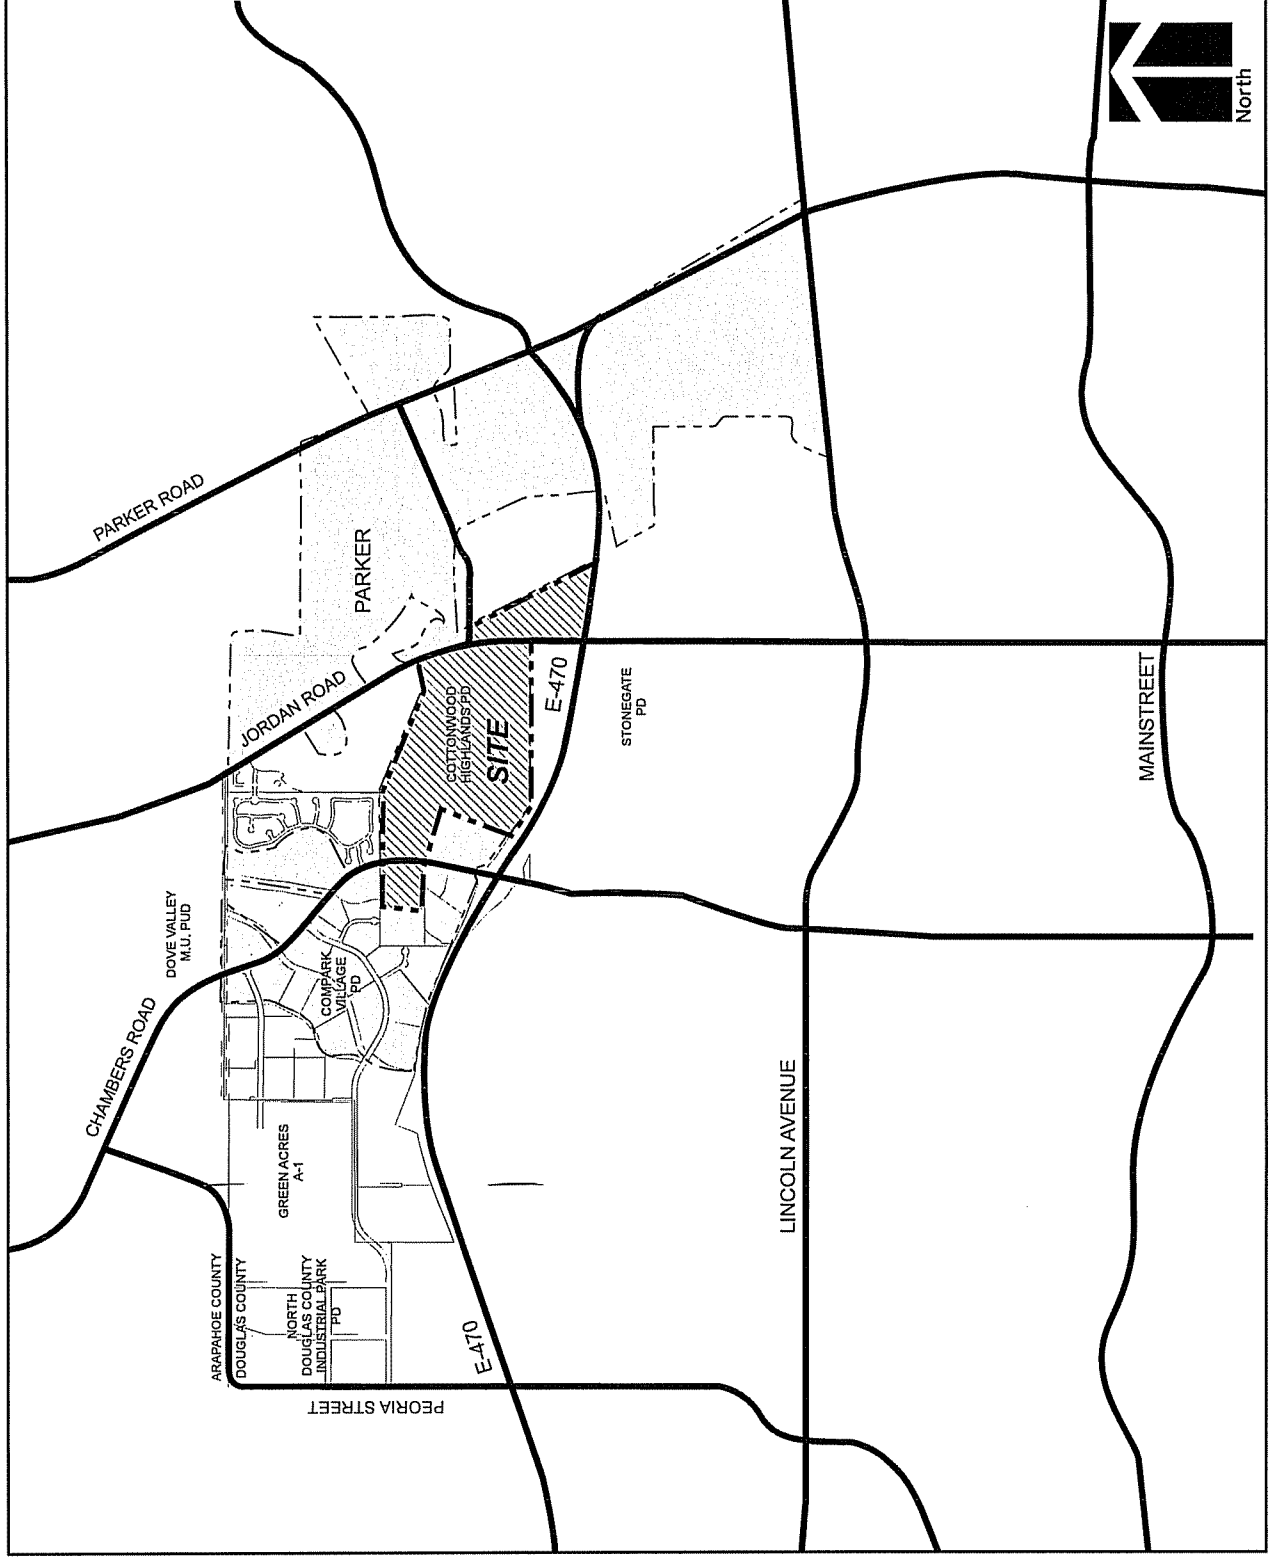 PARKER ROAD
PARKER
JORDAN ROAD
COTTONWOOD
HIGHLANDS PD
SITE
E-470
STONEGATE
PD
MAINSTREET
DOVE VALLEY
M.U. PUD
COMPARK
VILLAGE
PD
CHAMBERS ROAD
GREEN ACRES
A-1
LINCOLN AVENUE
ARAPAHOE COUNTY
DOUGLAS COUNTY
NORTH
DOUGLAS COUNTY
INDUSTRIAL PARK
PD
E-470
PEORIA STREET
North